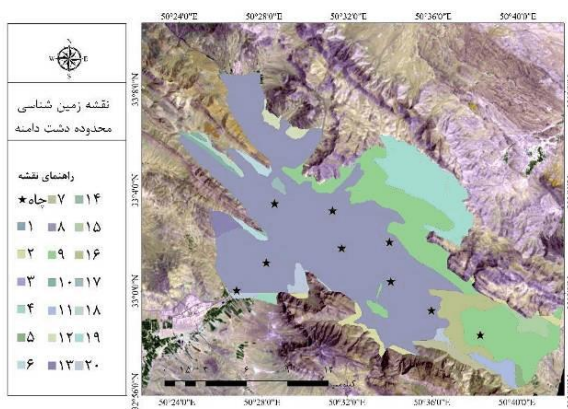 50°24'0"E 50°28'0"E 50°32'0"E 50°36'0"E 50°40'0"E
N
W E
S
نقشه زمین شناسی
محدوده دشت دامنه
راهنمای نقشه
چاه ۷ ۱۴
۱ ۸ ۱۵
۲ ۹ ۱۶
۳ ۱۰ ۱۷
۴ ۱۱ ۱۸
۵ ۱۲ ۱۹
۶ ۱۳ ۲۰
33°8'0"N
33°4'0"N
33°0'0"N
32°56'0"N
50°24'0"E 50°28'0"E 50°32'0"E 50°36'0"E 50°40'0"E